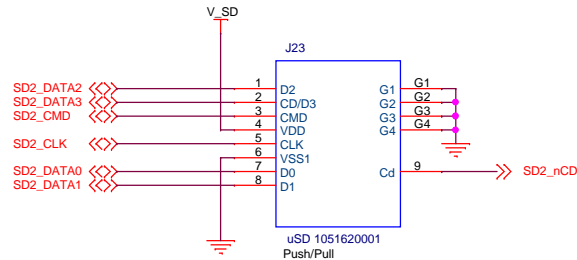 V_SD
J23
SD2_DATA2 1 D2 G1 G1
SD2_DATA3 2 CD/D3 G2 G2
SD2_CMD 3 CMD G3 G3
4 VDD G4 G4
SD2_CLK 5 CLK
6 VSS1
SD2_DATA0 7 D0 Cd 9 SD2_nCD
SD2_DATA1 8 D1
uSD 1051620001
Push/Pull